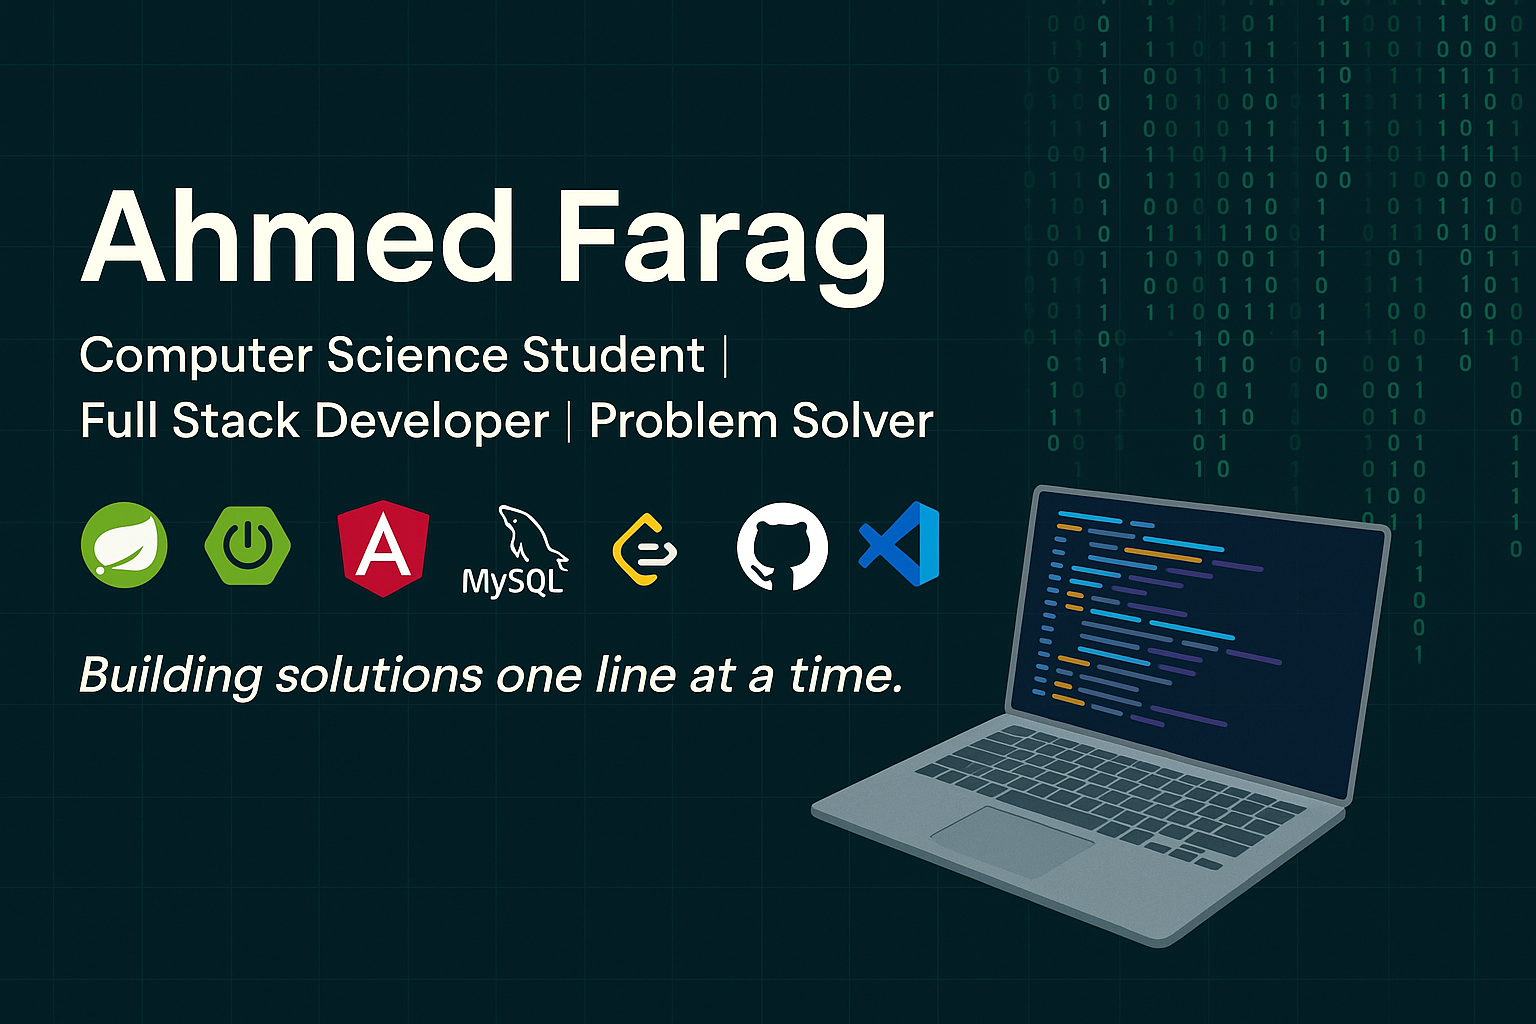 Ahmed Farag
Computer Science Student |
Full Stack Developer | Problem Solver
MySQL
Building solutions one line at a time.